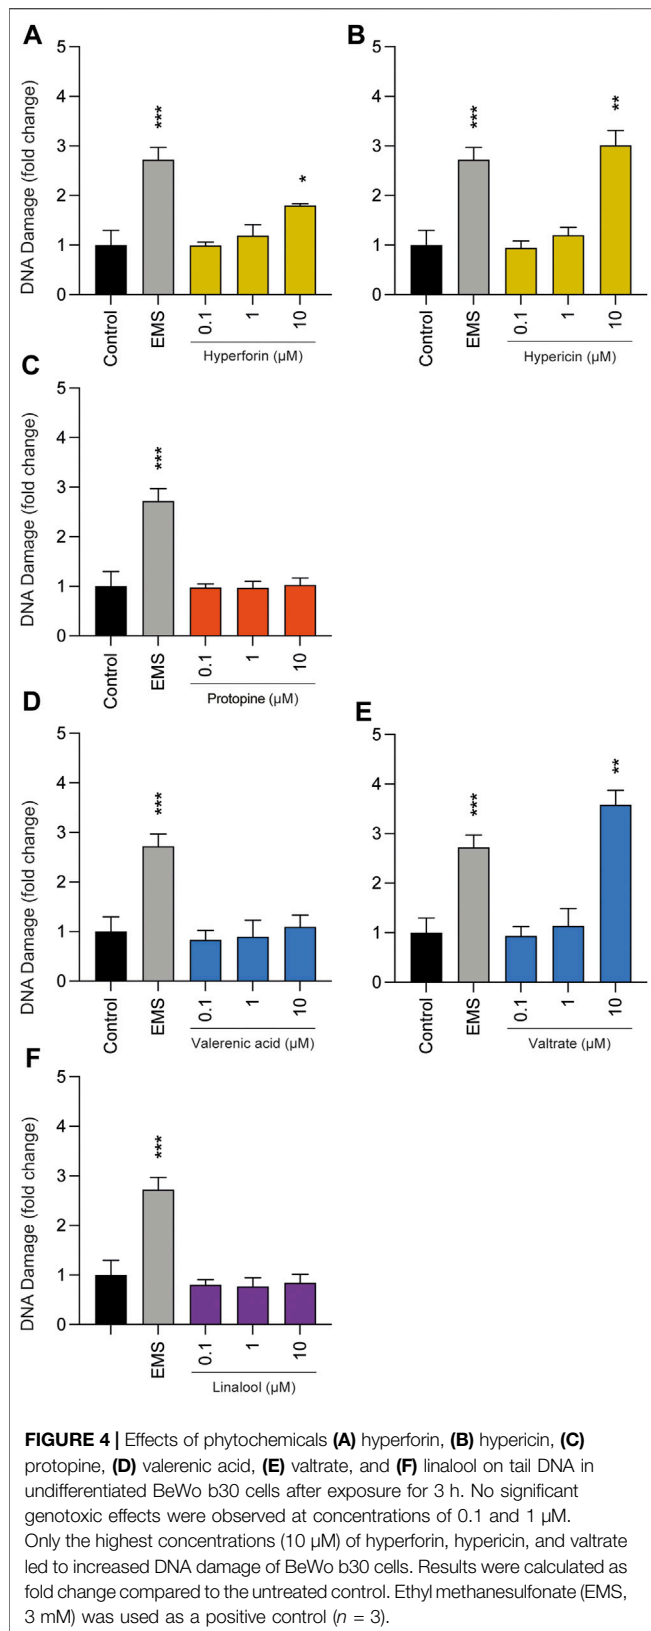 A
DNA Damage (fold change)
5
4
3
2
1
0
***
*
Control
EMS
0.1
1
10
Hyperforin (µM)
B
5
4
3
2
1
0
***
**
Control
EMS
0.1
1
10
Hypericin (µM)
C
DNA Damage (fold change)
5
4
3
2
1
0
***
Control
EMS
0.1
1
10
Protopine (µM)
D
DNA Damage (fold change)
5
4
3
2
1
0
***
Control
EMS
0.1
1
10
Valerenic acid (µM)
E
5
4
3
2
1
0
***
**
Control
EMS
0.1
1
10
Valtrate (µM)
F
DNA Damage (fold change)
5
4
3
2
1
0
***
EMS
0.1
1
10
Linalool (µM)
FIGURE 4 | Effects of phytochemicals (A) hyperforin, (B) hypericin, (C)
protopine, (D) valerenic acid, (E) valtrate, and (F) linalool on tail DNA in
undifferentiated BeWo b30 cells after exposure for 3 h. No significant
genotoxic effects were observed at concentrations of 0.1 and 1 µM.
Only the highest concentrations (10 µM) of hyperforin, hypericin, and valtrate
led to increased DNA damage of BeWo b30 cells. Results were calculated as
fold change compared to the untreated control. Ethyl methanesulfonate (EMS,
3 mM) was used as a positive control (n = 3).